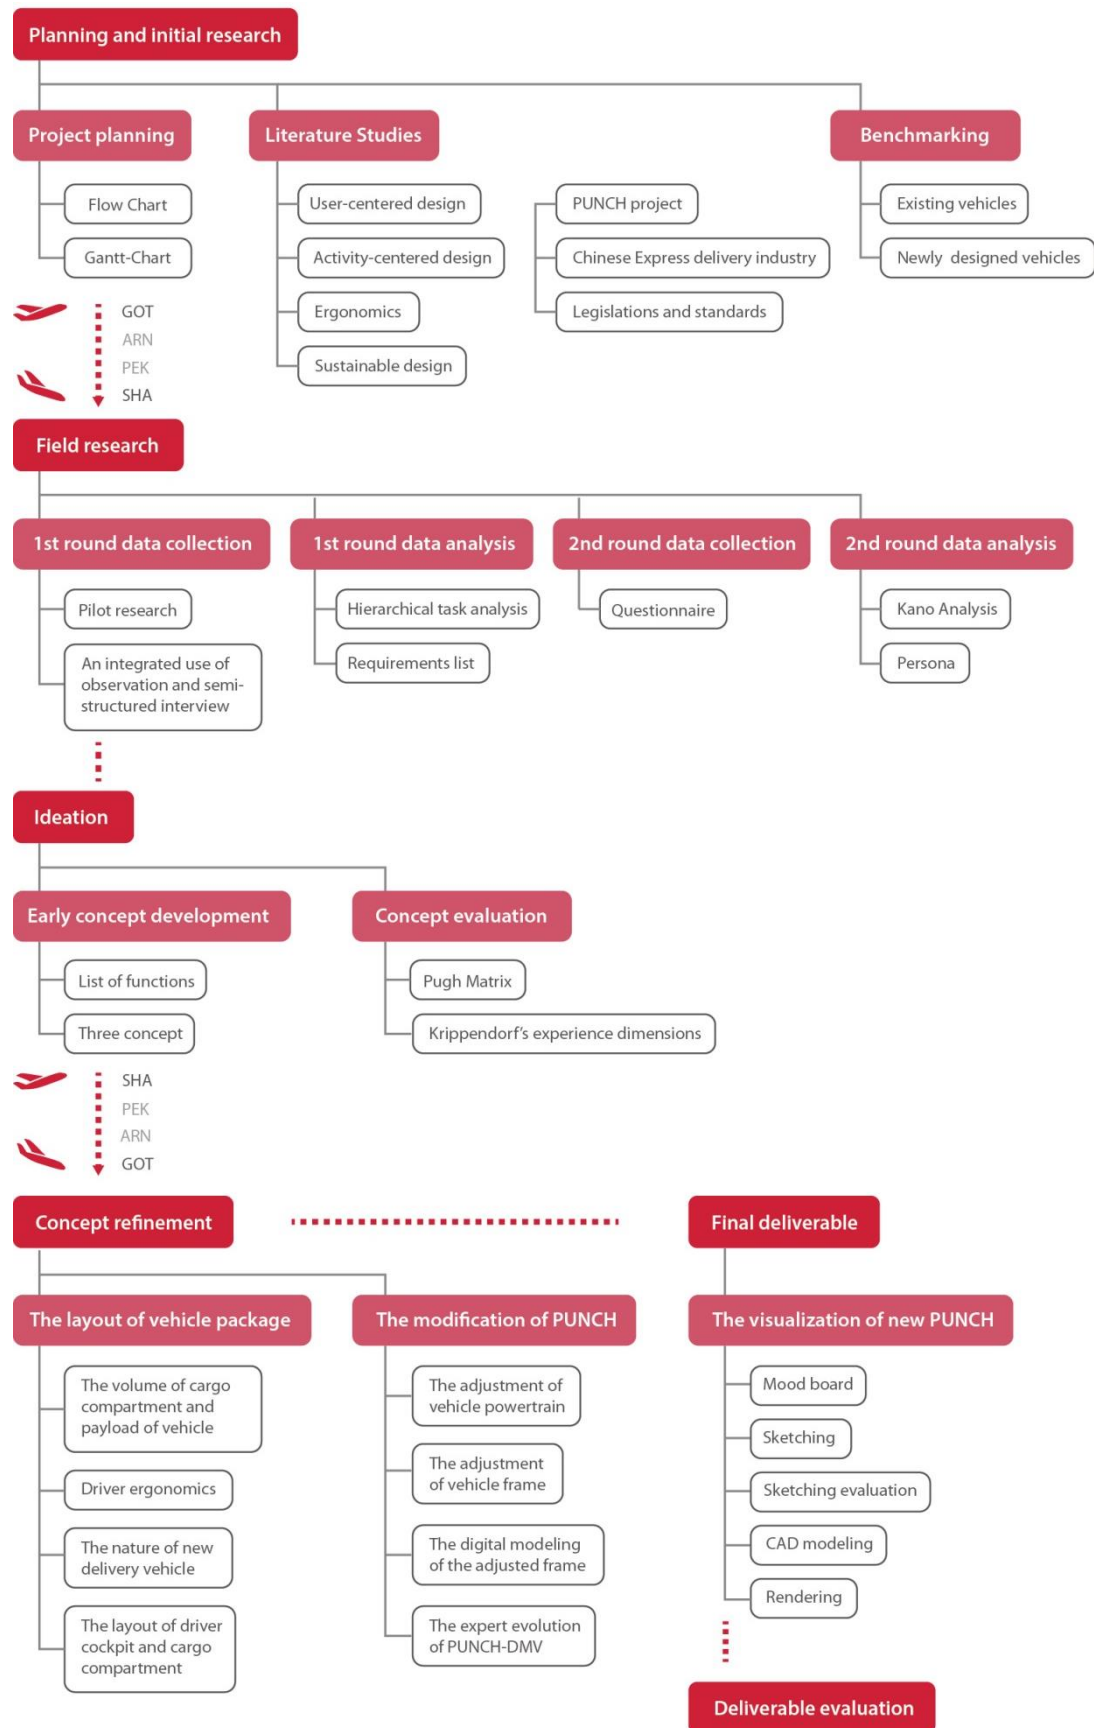 Planning and initial research
Project planning
Literature Studies
Benchmarking
Flow Chart
Gantt-Chart
User-centered design
Activity-centered design
Ergonomics
Sustainable design
PUNCH project
Chinese Express delivery industry
Legislations and standards
Existing vehicles
Newly designed vehicles
GOT
ARN
PEK
SHA
Field research
1st round data collection
1st round data analysis
2nd round data collection
2nd round data analysis
Pilot research
An integrated use of
observation and semi-
structured interview
Hierarchical task analysis
Requirements list
Questionnaire
Kano Analysis
Persona
Ideation
Early concept development
Concept evaluation
List of functions
Three concept
Pugh Matrix
Krippendorf's experience dimensions
SHA
PEK
ARN
GOT
Concept refinement
Final deliverable
The layout of vehicle package
The modification of PUNCH
The visualization of new PUNCH
The volume of cargo
compartment and
payload of vehicle
Driver ergonomics
The nature of new
delivery vehicle
The layout of driver
cockpit and cargo
compartment
The adjustment of
vehicle powertrain
The adjustment
of vehicle frame
The digital modeling
of the adjusted frame
The expert evolution
of PUNCH-DMV
Mood board
Sketching
Sketching evaluation
CAD modeling
Rendering
Deliverable evaluation